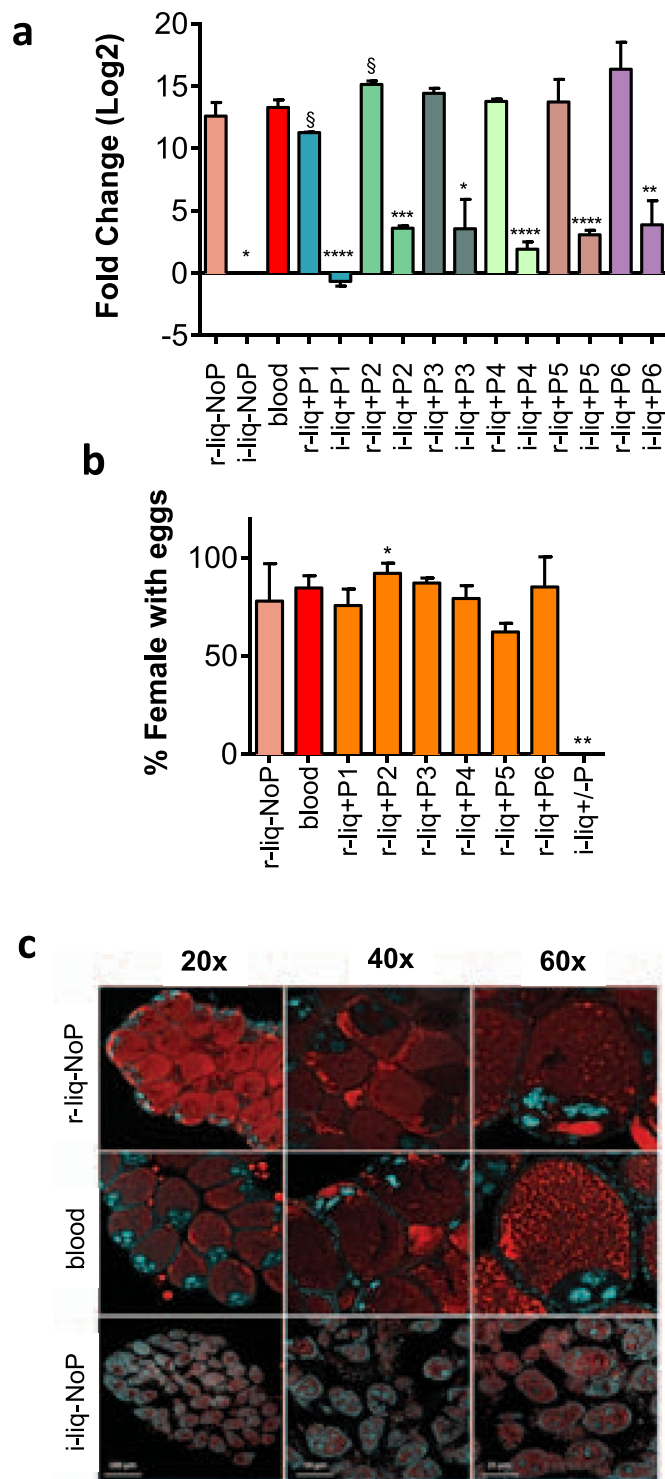 a
Fold Change (Log2)
20
15
10
5
0
-5
§
§
*
****
***
*
****
****
**
r-liq-NoP
i-liq-NoP
blood
r-liq+P1
i-liq+P1
r-liq+P2
i-liq+P2
r-liq+P3
i-liq+P3
r-liq+P4
i-liq+P4
r-liq+P5
i-liq+P5
r-liq+P6
i-liq+P6
b
% Female with eggs
100
50
0
*
**
r-liq-NoP
blood
r-liq+P1
r-liq+P2
r-liq+P3
r-liq+P4
r-liq+P5
r-liq+P6
i-liq+/-P
c
20x 40x 60x
r-liq-NoP
blood
i-liq-NoP